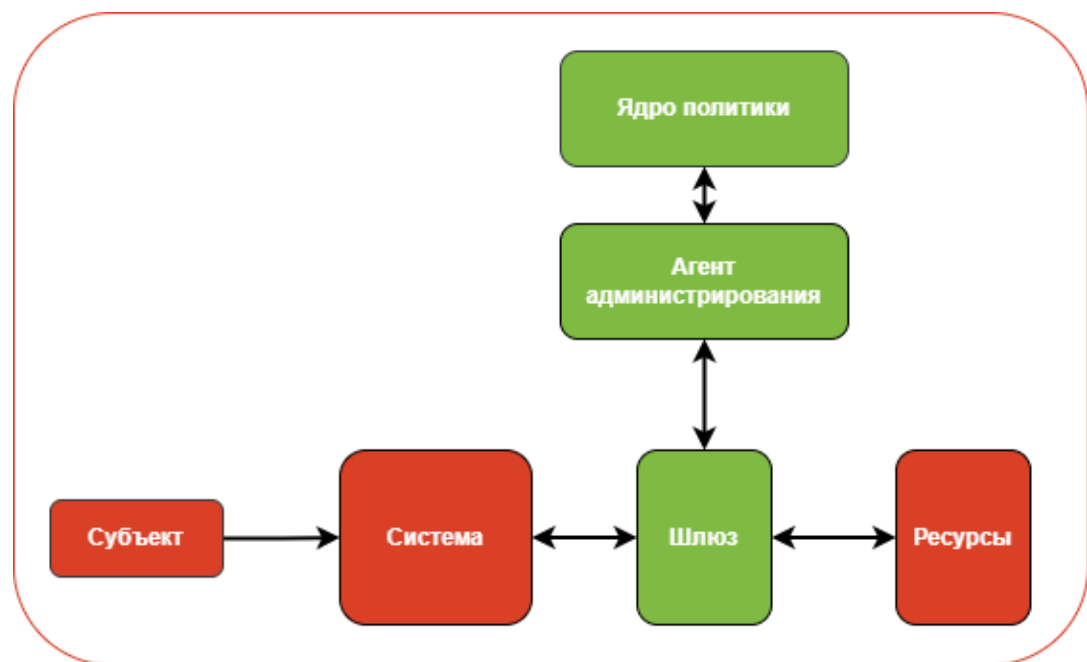 Ядро политики
Агент
администрирования
Субъект
Система
Шлюз
Ресурсы